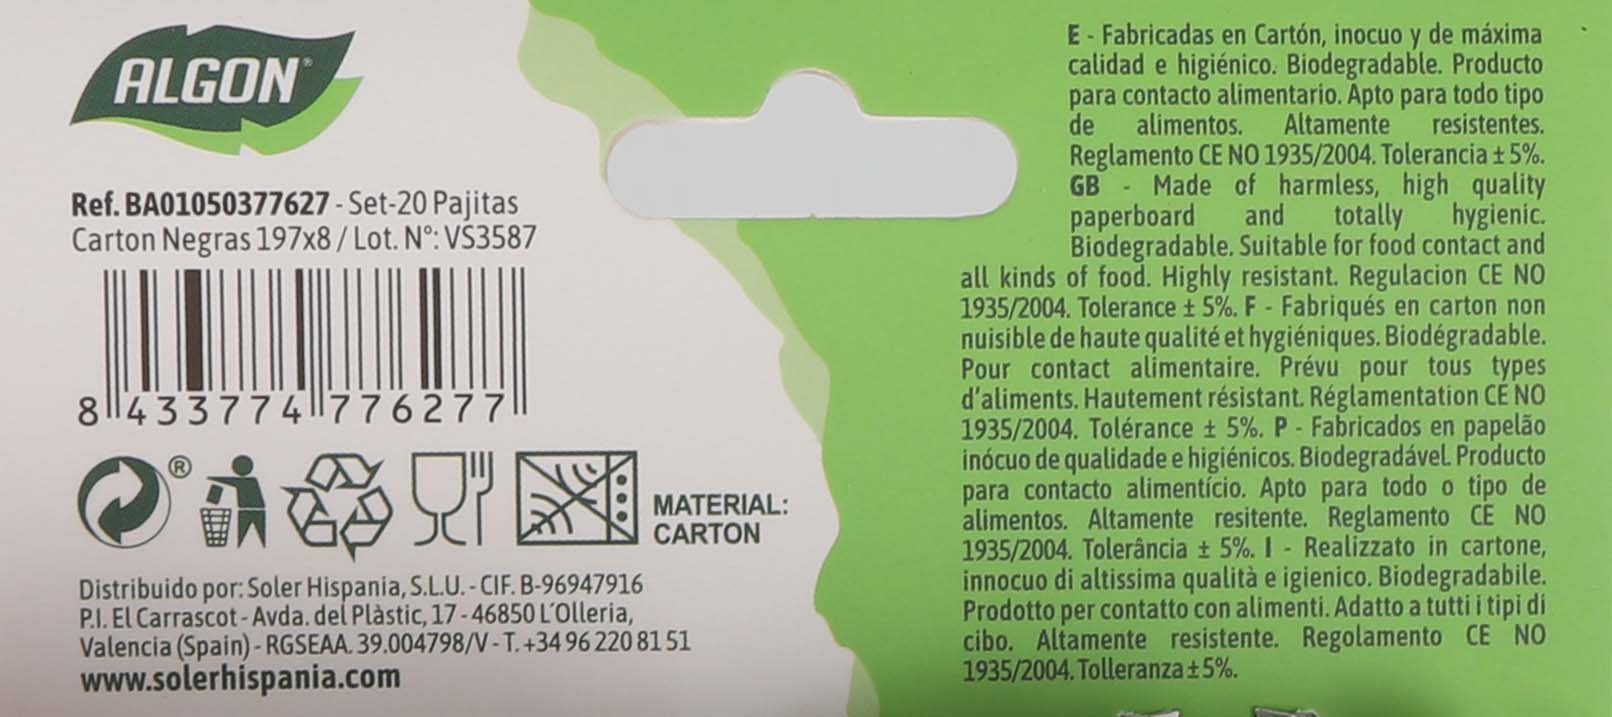 ALGON®
Ref. BA01050377627 - Set-20 Pajitas
Carton Negras 197x8 / Lot. Nº: VS3587
8 433774 776277
®
MATERIAL:
CARTON
Distribuido por: Soler Hispania, S.L.U. - CIF. B-96947916
P.I. El Carrascot - Avda. del Plàstic, 17 - 46850 L´Olleria,
Valencia (Spain) - RGSEAA. 39.004798/V - T. +34 96 220 81 51
www.solerhispania.com
E - Fabricadas en Cartón, inocuo y de máxima
calidad e higiénico. Biodegradable. Producto
para contacto alimentario. Apto para todo tipo
de alimentos. Altamente resistentes.
Reglamento CE NO 1935/2004. Tolerancia ± 5%.
GB - Made of harmless, high quality
paperboard and totally hygienic.
Biodegradable. Suitable for food contact and
all kinds of food. Highly resistant. Regulacion CE NO
1935/2004. Tolerance ± 5%. F - Fabriqués en carton non
nuisible de haute qualité et hygiéniques. Biodégradable.
Pour contact alimentaire. Prévu pour tous types
d'aliments. Hautement résistant. Réglamentation CE NO
1935/2004. Tolérance ± 5%. P - Fabricados en papelão
inócuo de qualidade e higiénicos. Biodegradável. Producto
para contacto alimentício. Apto para todo o tipo de
alimentos. Altamente resitente. Reglamento CE NO
1935/2004. Tolerância ± 5%. I - Realizzato in cartone,
innocuo di altissima qualità e igienico. Biodegradabile.
Prodotto per contatto con alimenti. Adatto a tutti i tipi di
cibo. Altamente resistente. Regolamento CE NO
1935/2004. Tolleranza ± 5%.